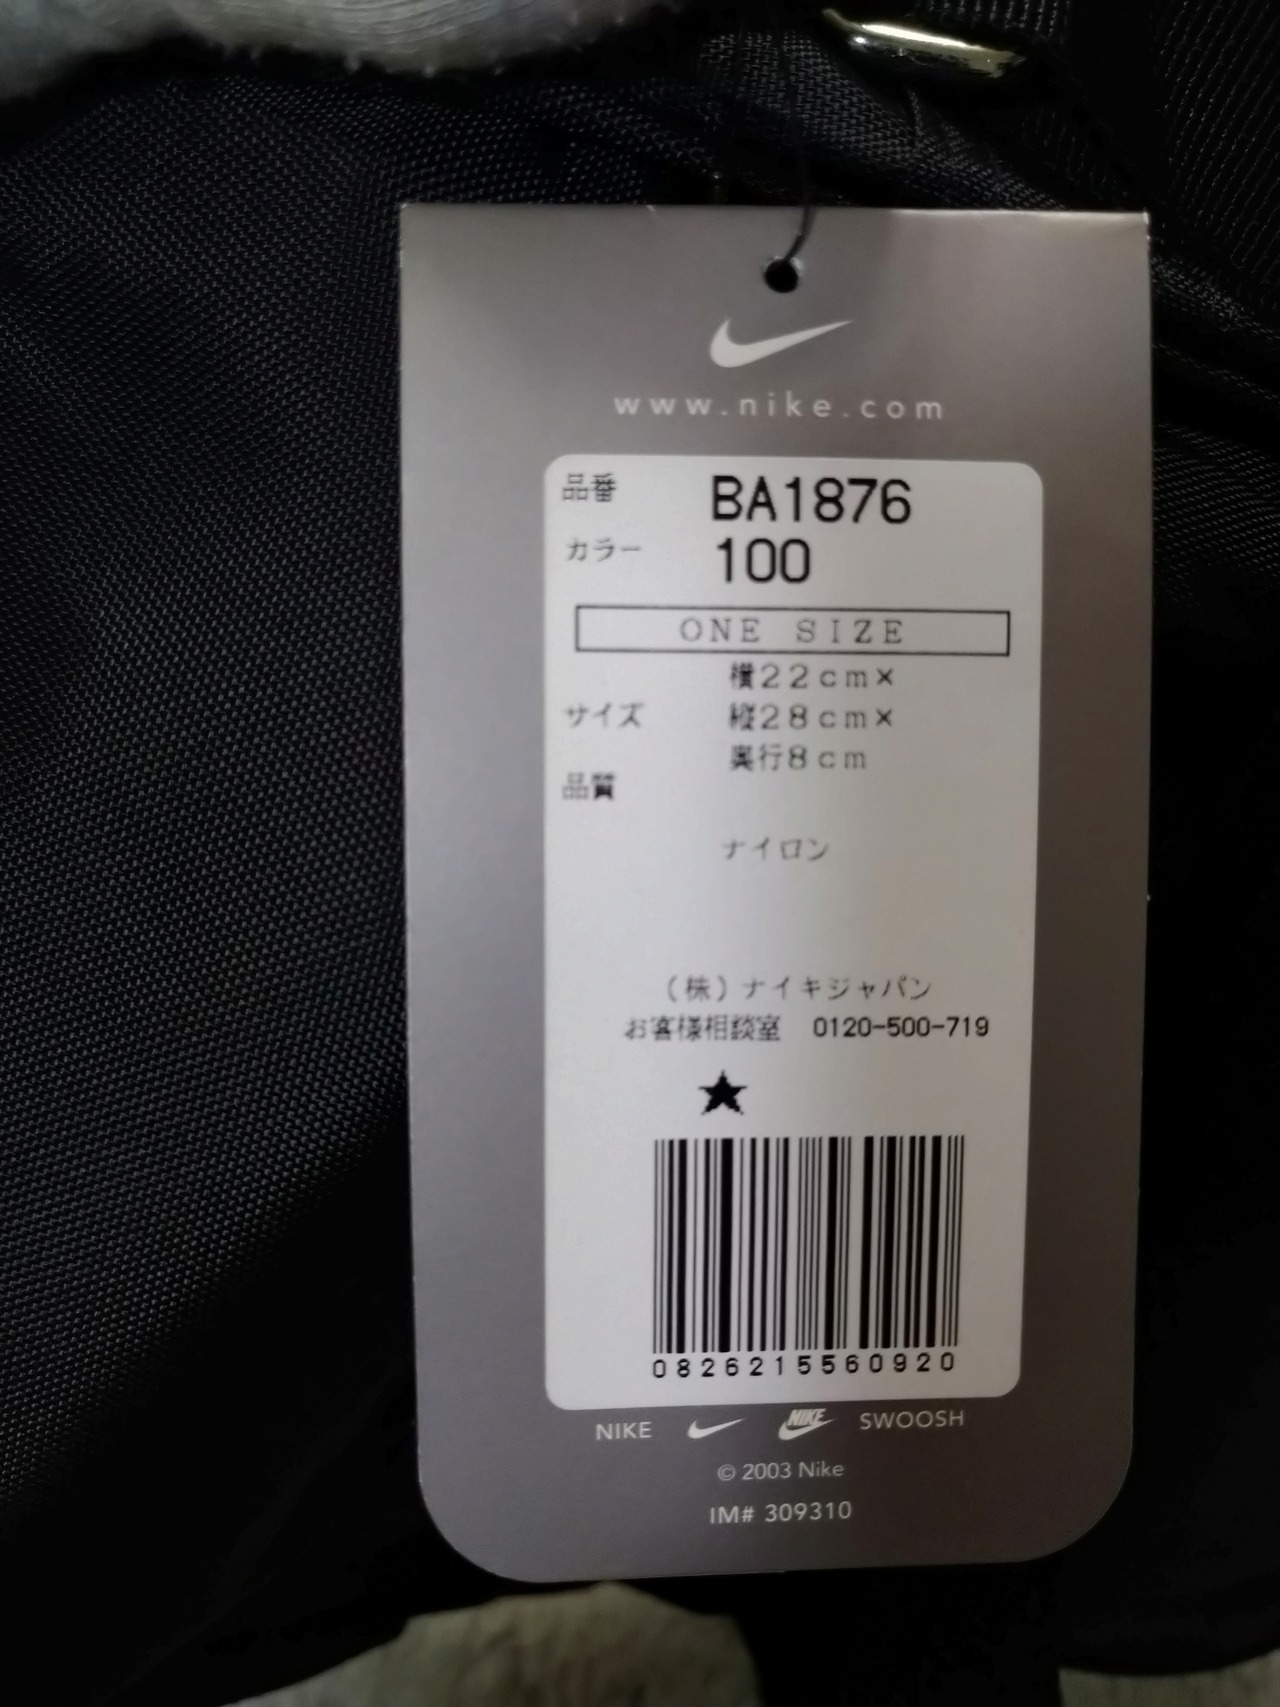 www.nike.com
品番 BA1876
カラー 100
ONE SIZE
横22cm×
サイズ 縦28cm×
奥行8cm
品質
ナイロン
(株)ナイキジャパン
お客様相談室 0120-500-719
★
0826215560920
NIKE NIKE SWOOSH
© 2003 Nike
IM# 309310